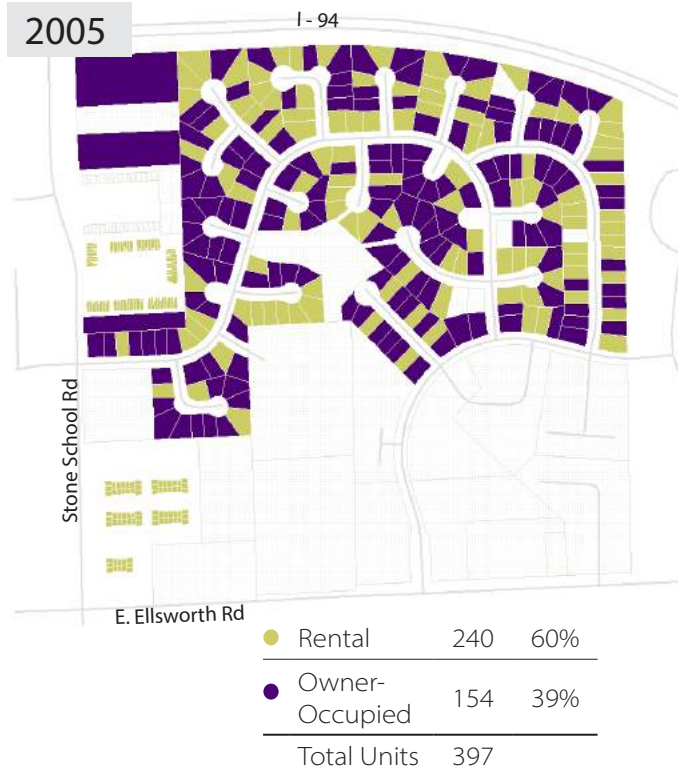 2005
I - 94
Stone School Rd
E. Ellsworth Rd
Rental 240 60%
Owner-
Occupied 154 39%
Total Units 397